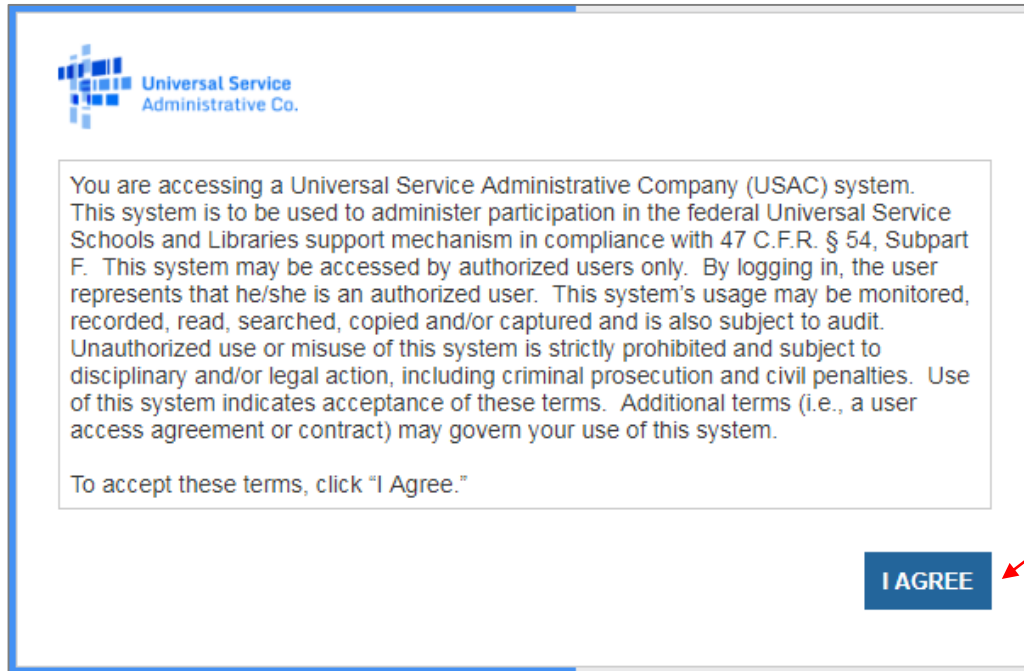 Universal Service
Administrative Co.
You are accessing a Universal Service Administrative Company (USAC) system.
This system is to be used to administer participation in the federal Universal Service
Schools and Libraries support mechanism in compliance with 47 C.F.R. § 54, Subpart
F.  This system may be accessed by authorized users only.  By logging in, the user
represents that he/she is an authorized user.  This system’s usage may be monitored,
recorded, read, searched, copied and/or captured and is also subject to audit.
Unauthorized use or misuse of this system is strictly prohibited and subject to
disciplinary and/or legal action, including criminal prosecution and civil penalties.  Use
of this system indicates acceptance of these terms.  Additional terms (i.e., a user
access agreement or contract) may govern your use of this system.
To accept these terms, click “I Agree.”
I AGREE